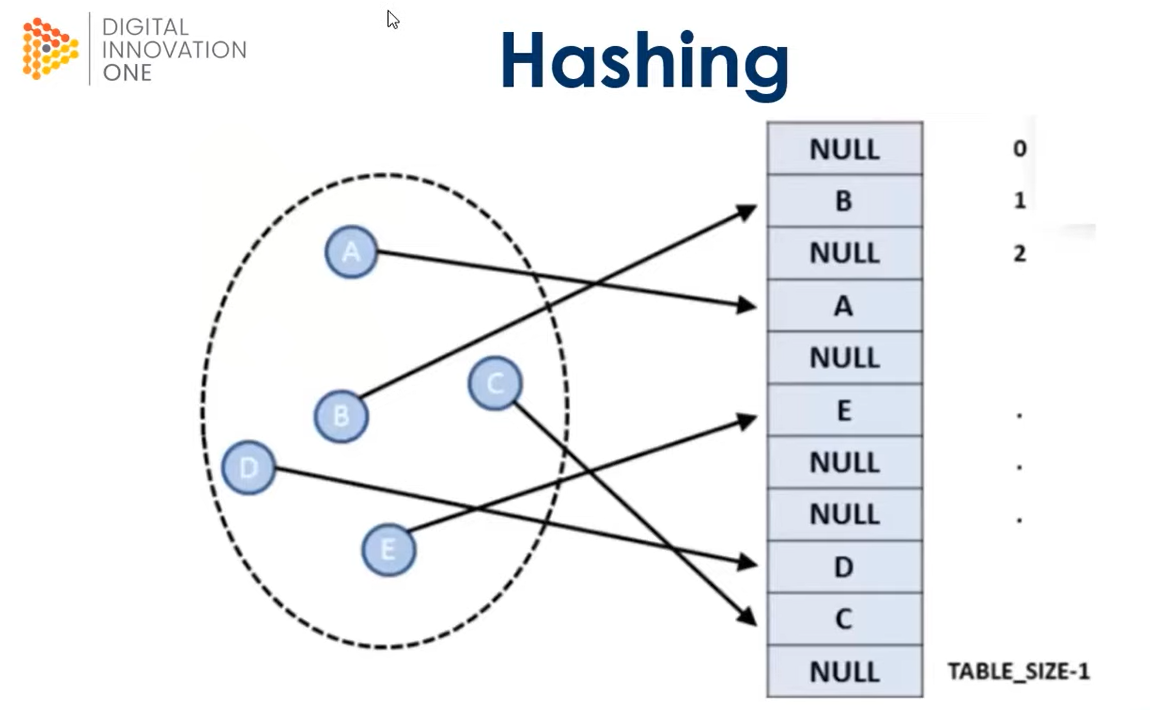 DIGITAL
INNOVATION
ONE
Hashing
A
B
C
D
E
NULL 0
B 1
NULL 2
A
NULL
E .
NULL .
NULL .
D
C
NULL TABLE_SIZE-1